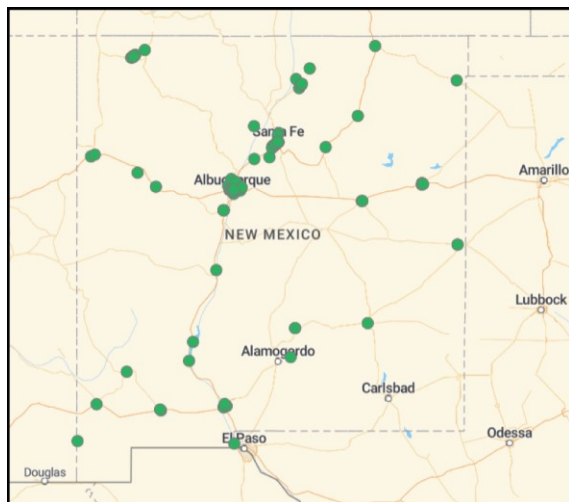 Santa Fe
Albuquerque
Amarillo
NEW MEXICO
Lubbock
Alamogordo
Carlsbad
El Paso
Odessa
Douglas